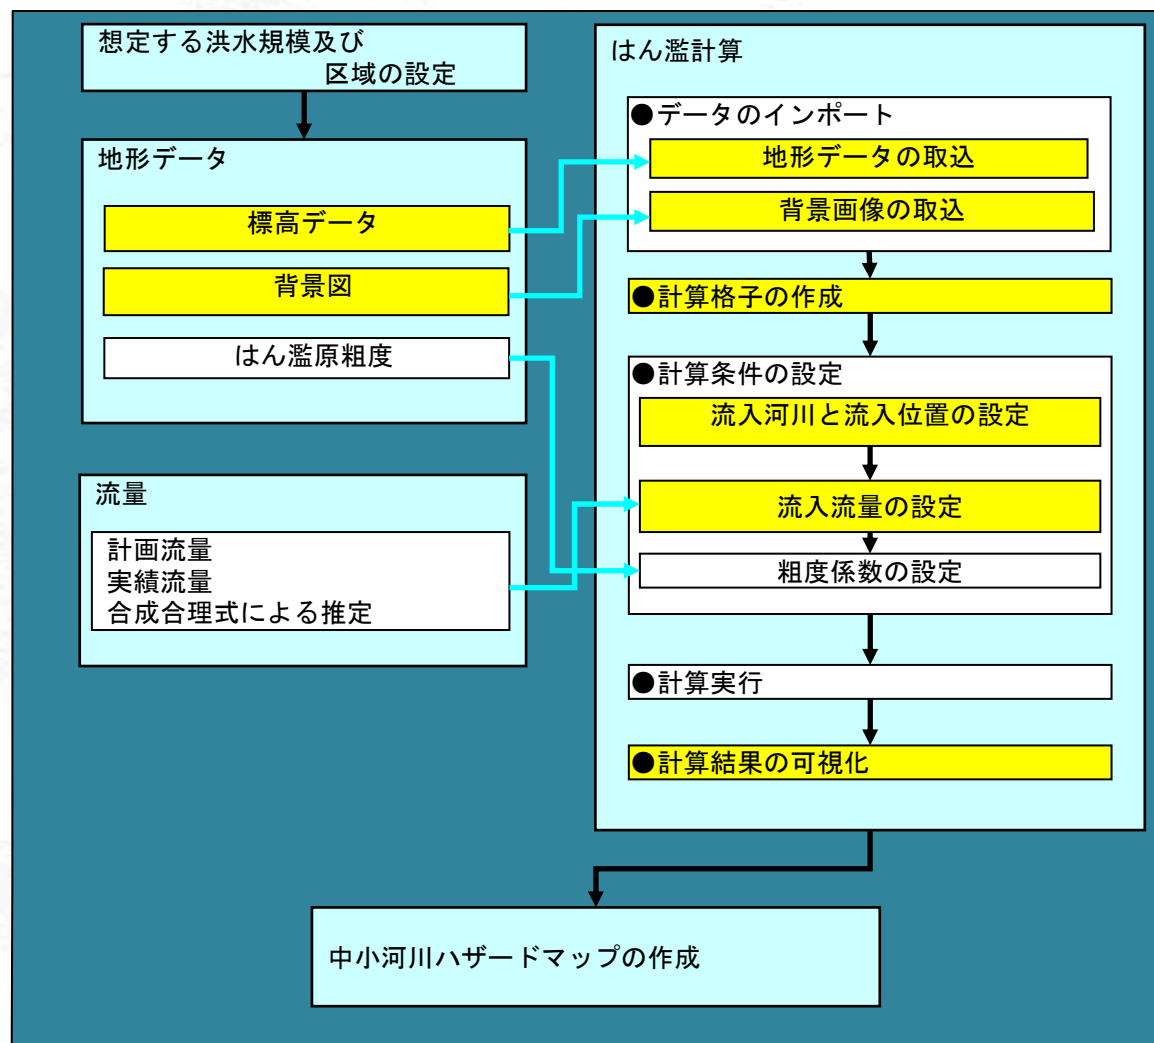 想定する洪水規模及び
区域の設定
地形データ
標高データ
背景図
はん濫原粗度
流量
計画流量
実績流量
合成合理式による推定
はん濫計算
●データのインポート
地形データの取込
背景画像の取込
●計算格子の作成
●計算条件の設定
流入河川と流入位置の設定
流入流量の設定
粗度係数の設定
●計算実行
●計算結果の可視化
中小河川ハザードマップの作成